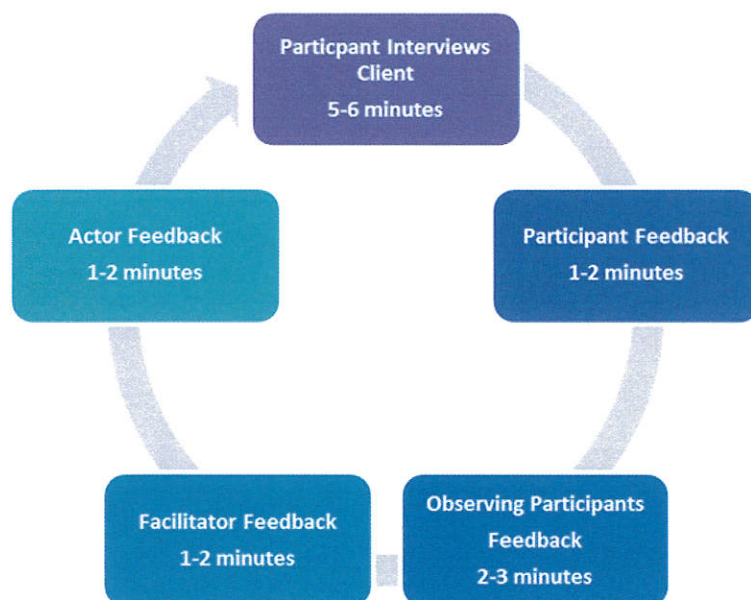 Particpant Interviews
Client
5-6 minutes
Participant Feedback
1-2 minutes
Observing Participants
Feedback
2-3 minutes
Facilitator Feedback
1-2 minutes
Actor Feedback
1-2 minutes